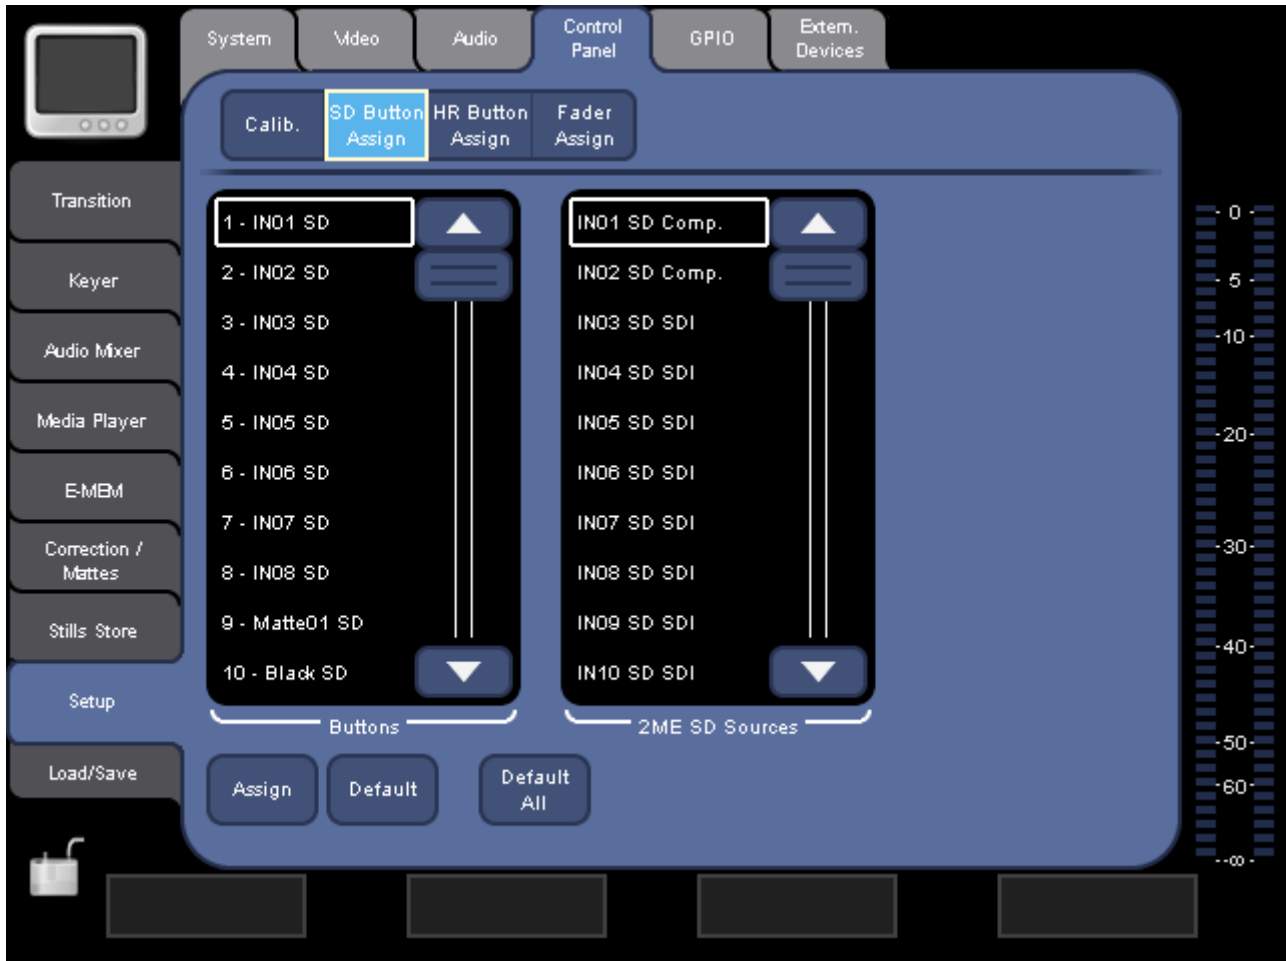 System
Video
Audio
Control
Panel
GPIO
Extern.
Devices
Calib.
SD Button
Assign
HR Button
Assign
Fader
Assign
Transition
Keyer
Audio Mixer
Media Player
E-MEM
Correction /
Mattes
Stills Store
Setup
Load/Save
1 - IN01 SD
2 - IN02 SD
3 - IN03 SD
4 - IN04 SD
5 - IN05 SD
6 - IN06 SD
7 - IN07 SD
8 - IN08 SD
9 - Matte01 SD
10 - Black SD
Buttons
IN01 SD Comp.
IN02 SD Comp.
IN03 SD SDI
IN04 SD SDI
IN05 SD SDI
IN06 SD SDI
IN07 SD SDI
IN08 SD SDI
IN09 SD SDI
IN10 SD SDI
2ME SD Sources
Assign
Default
Default
All
- 0 -
- 5 -
-10-
-20-
-30-
-40-
-50-
-60-
--∞-